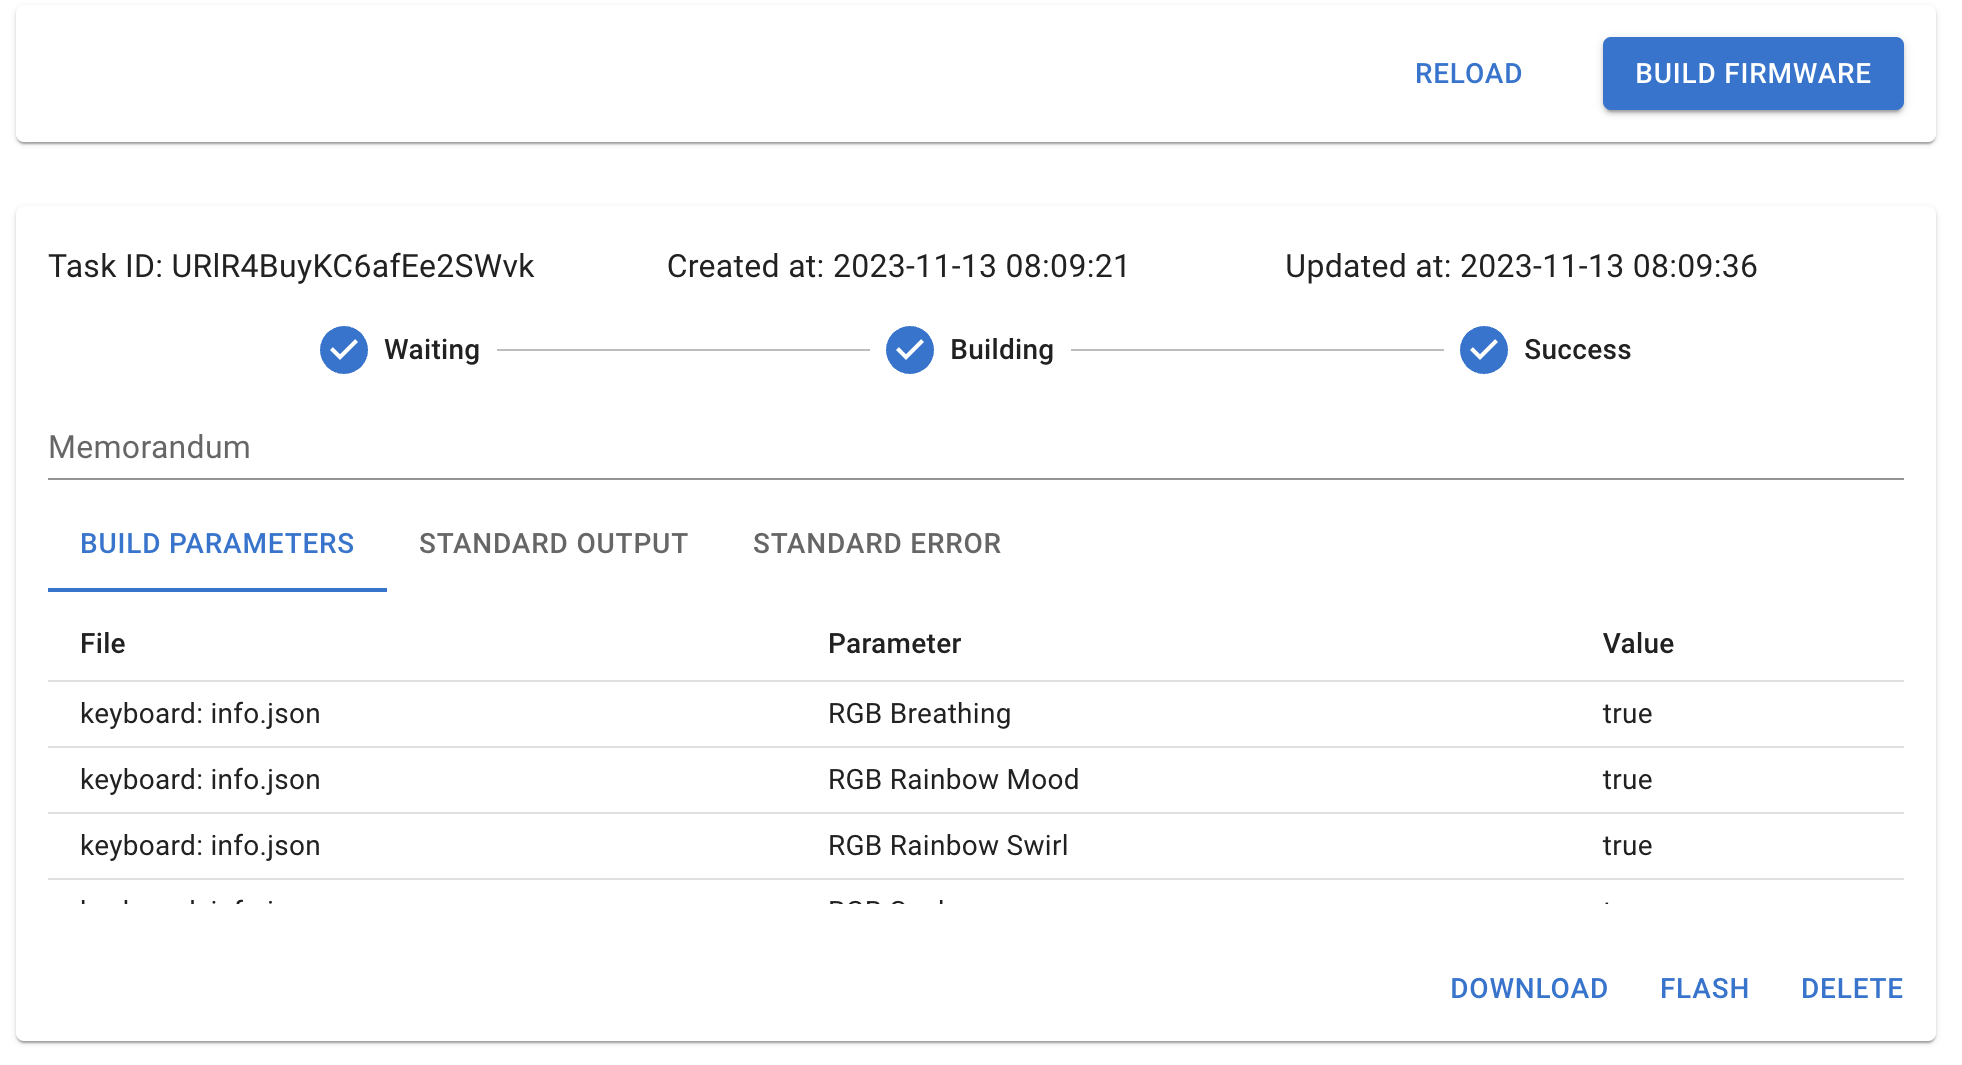 RELOAD BUILD FIRMWARE
Task ID: URlR4BuyKC6afEe2SWvk Created at: 2023-11-13 08:09:21 Updated at: 2023-11-13 08:09:36
Waiting Building Success
Memorandum
BUILD PARAMETERS STANDARD OUTPUT STANDARD ERROR
File Parameter Value
keyboard: info.json RGB Breathing true
keyboard: info.json RGB Rainbow Mood true
keyboard: info.json RGB Rainbow Swirl true
DOWNLOAD FLASH DELETE